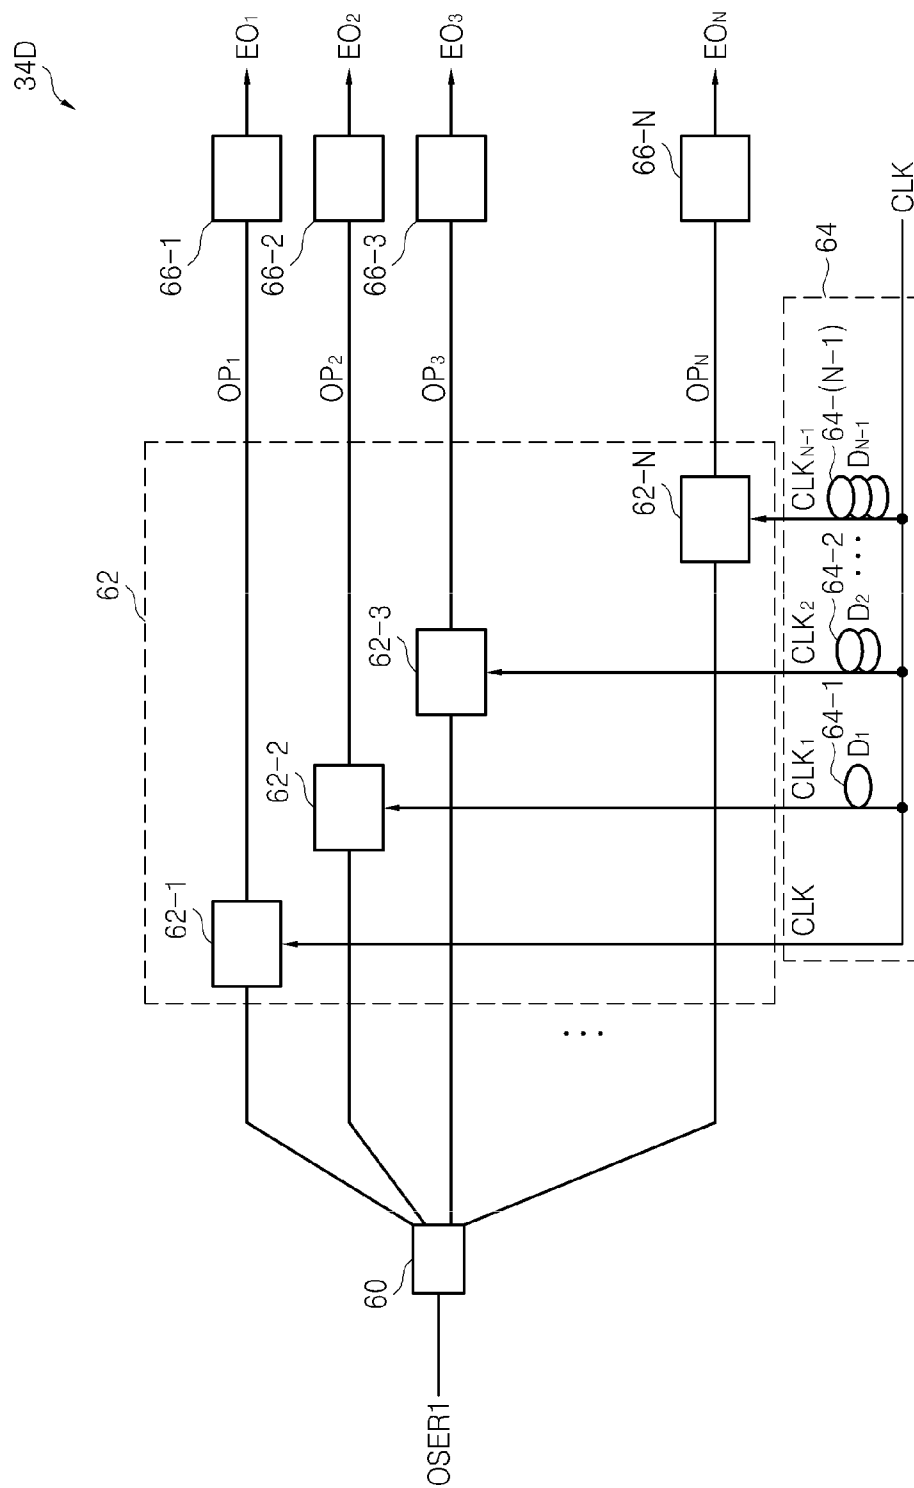 34D
EO1
EO2
EO3
EON
66-1
66-2
66-3
66-N
OP1
OP2
OP3
OPN
62
62-1
62-2
62-3
62-N
64
CLK
CLK1
CLK2
CLKN-1
64-1
64-2
64-(N-1)
D1
D2
...
DN-1
CLK
...
60
OSER1